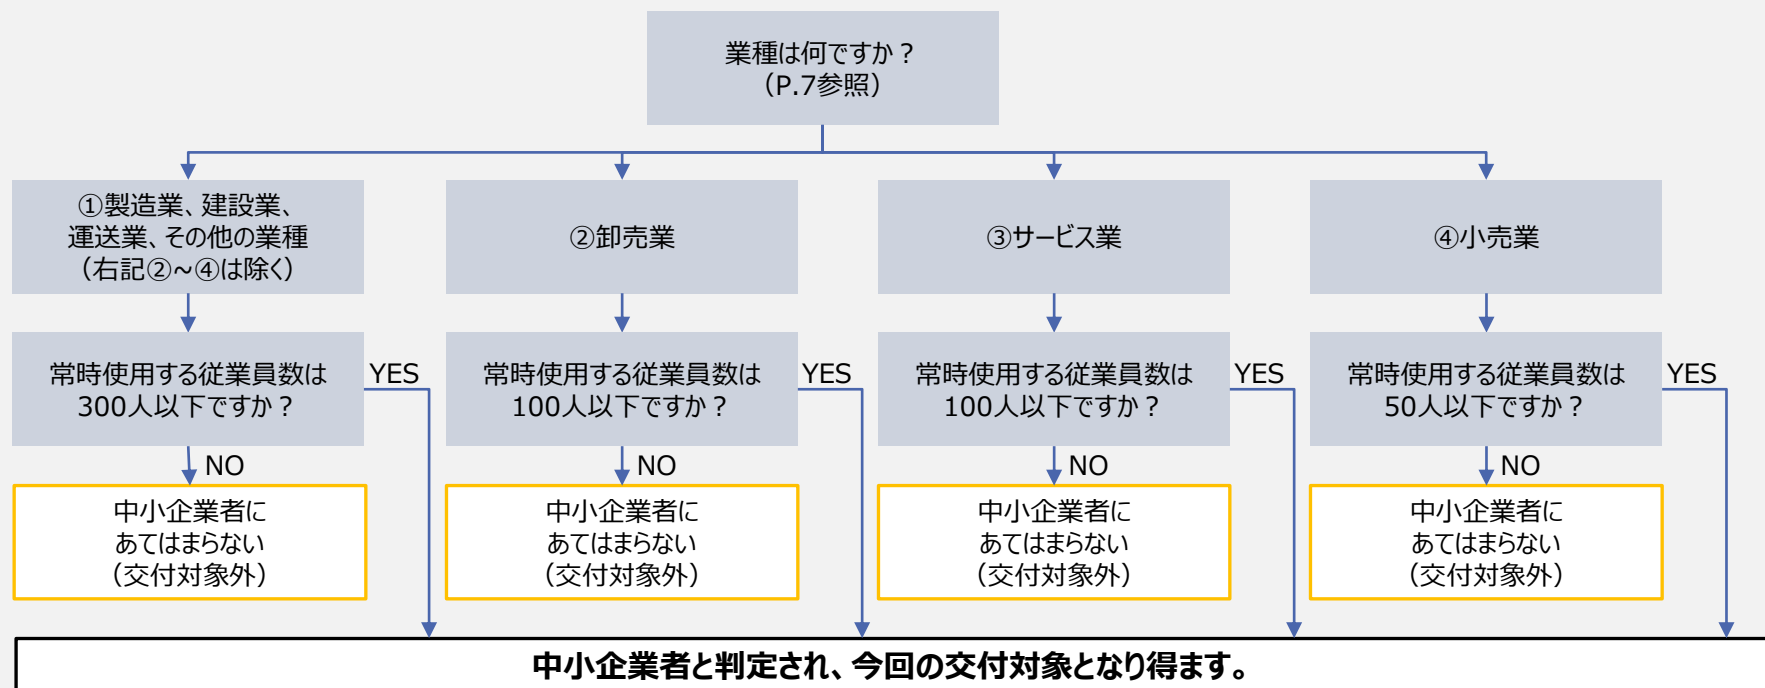 業種は何ですか？
（P.7参照）
①製造業、建設業、
運送業、その他の業種
（右記②~④は除く）
②卸売業
③サービス業
④小売業
常時使用する従業員数は
300人以下ですか？
YES
常時使用する従業員数は
100人以下ですか？
YES
常時使用する従業員数は
100人以下ですか？
YES
常時使用する従業員数は
50人以下ですか？
YES
NO
NO
NO
NO
中小企業者に
あてはまらない
（交付対象外）
中小企業者に
あてはまらない
（交付対象外）
中小企業者に
あてはまらない
（交付対象外）
中小企業者に
あてはまらない
（交付対象外）
中小企業者と判定され、今回の交付対象となり得ます。